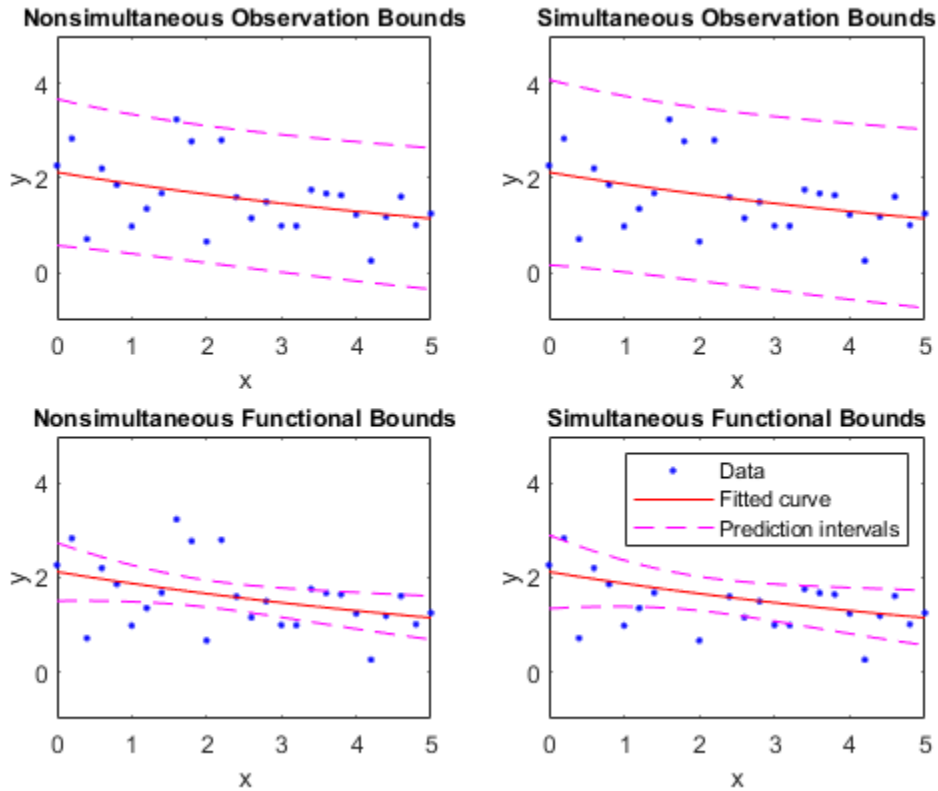 Nonsimultaneous Observation Bounds
4
2
0
y
0 1 2 3 4 5
x
Simultaneous Observation Bounds
4
2
0
y
0 1 2 3 4 5
x
Nonsimultaneous Functional Bounds
4
2
0
y
0 1 2 3 4 5
x
Simultaneous Functional Bounds
Data
Fitted curve
Prediction intervals
4
2
0
y
0 1 2 3 4 5
x